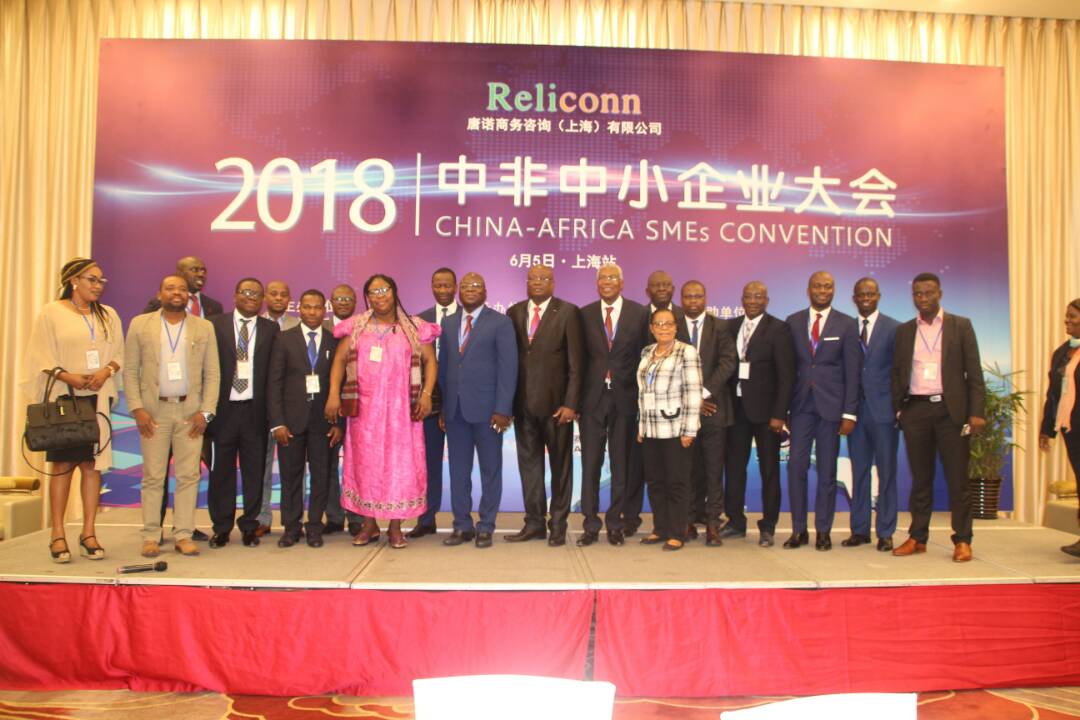 Reliconn
唐诺商务咨询（上海）有限公司
2018 中非中小企业大会
CHINA-AFRICA SMEs CONVENTION
6月5日·上海站